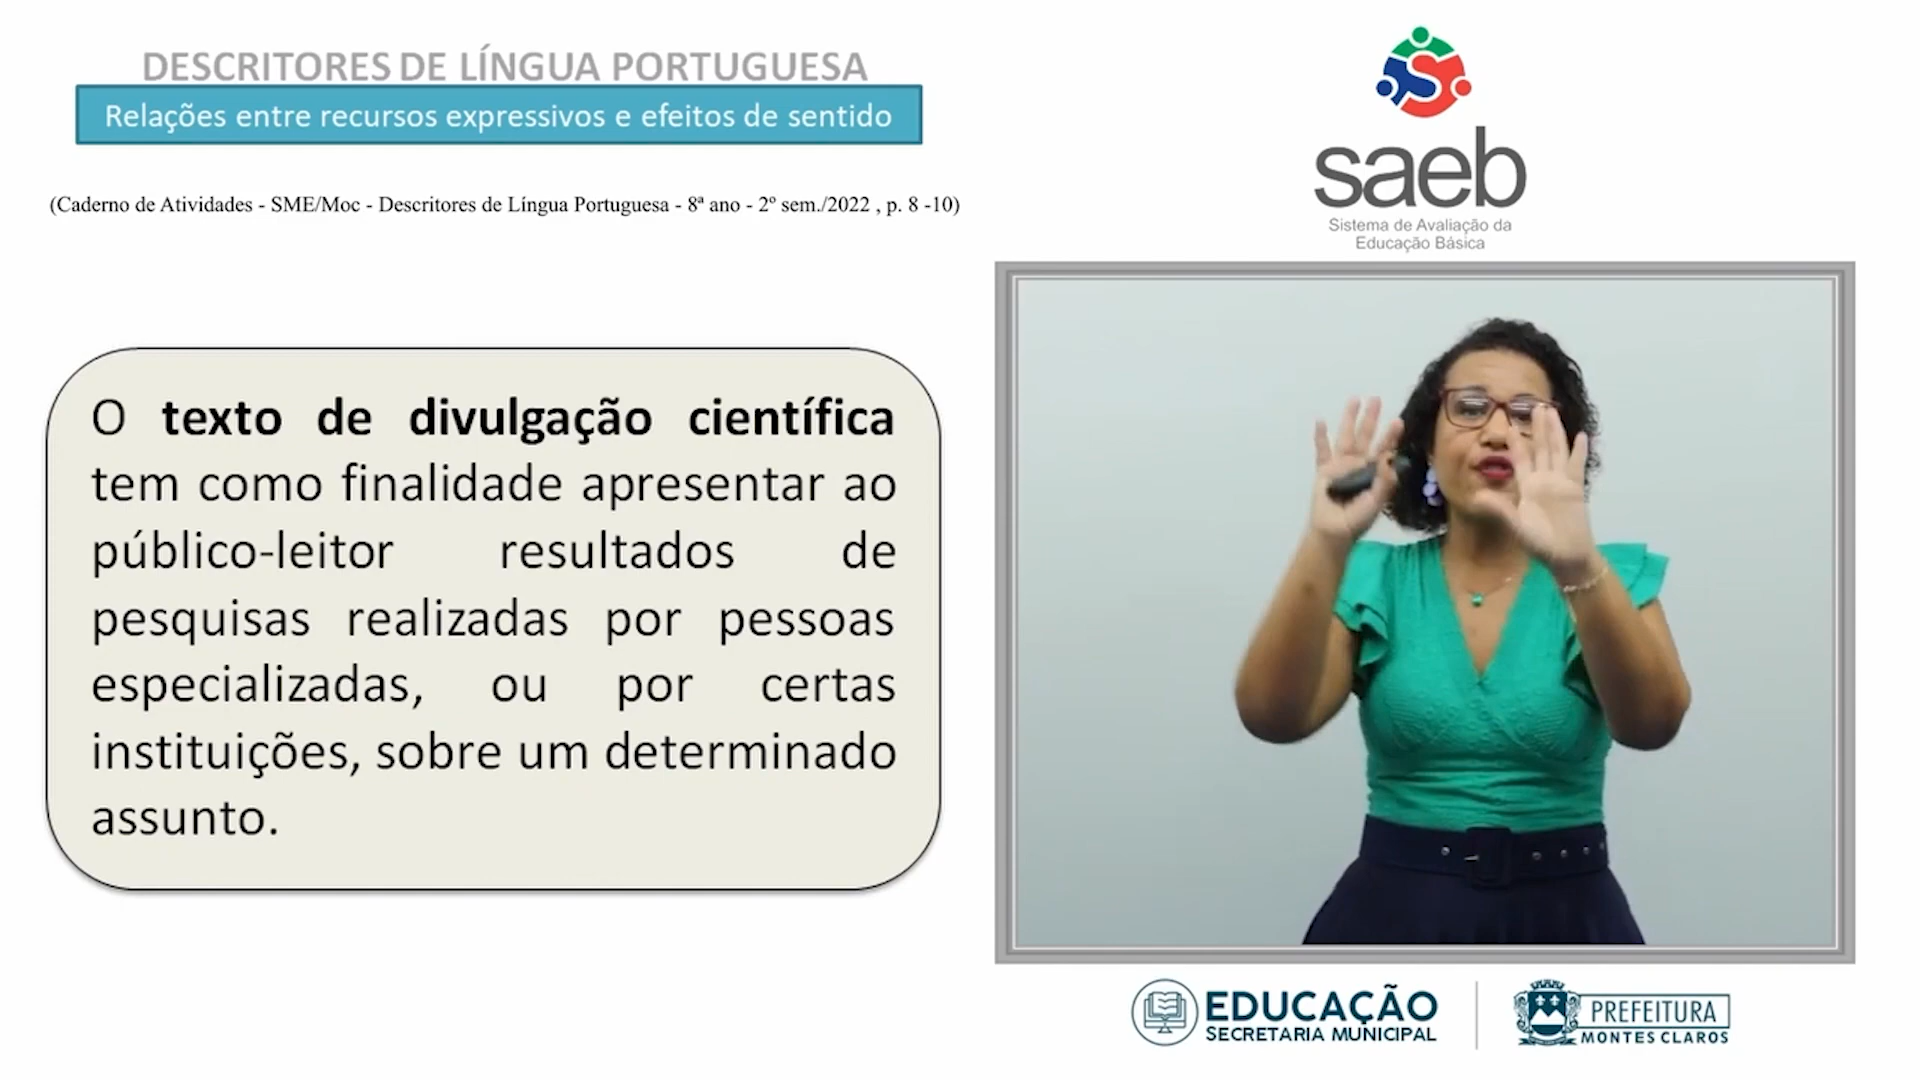 DESCRITORES DE LÍNGUA PORTUGUESA
Relações entre recursos expressivos e efeitos de sentido
(Caderno de Atividades - SME/Moc - Descritores de Língua Portuguesa - 8ª ano - 2º sem./2022 , p. 8 -10)
O texto de divulgação científica
tem como finalidade apresentar ao
público-leitor resultados de
pesquisas realizadas por pessoas
especializadas, ou por certas
instituições, sobre um determinado
assunto.
saeb
Sistema de Avaliação da
Educação Básica
EDUCAÇÃO
SECRETARIA MUNICIPAL
PREFEITURA
MONTES CLAROS